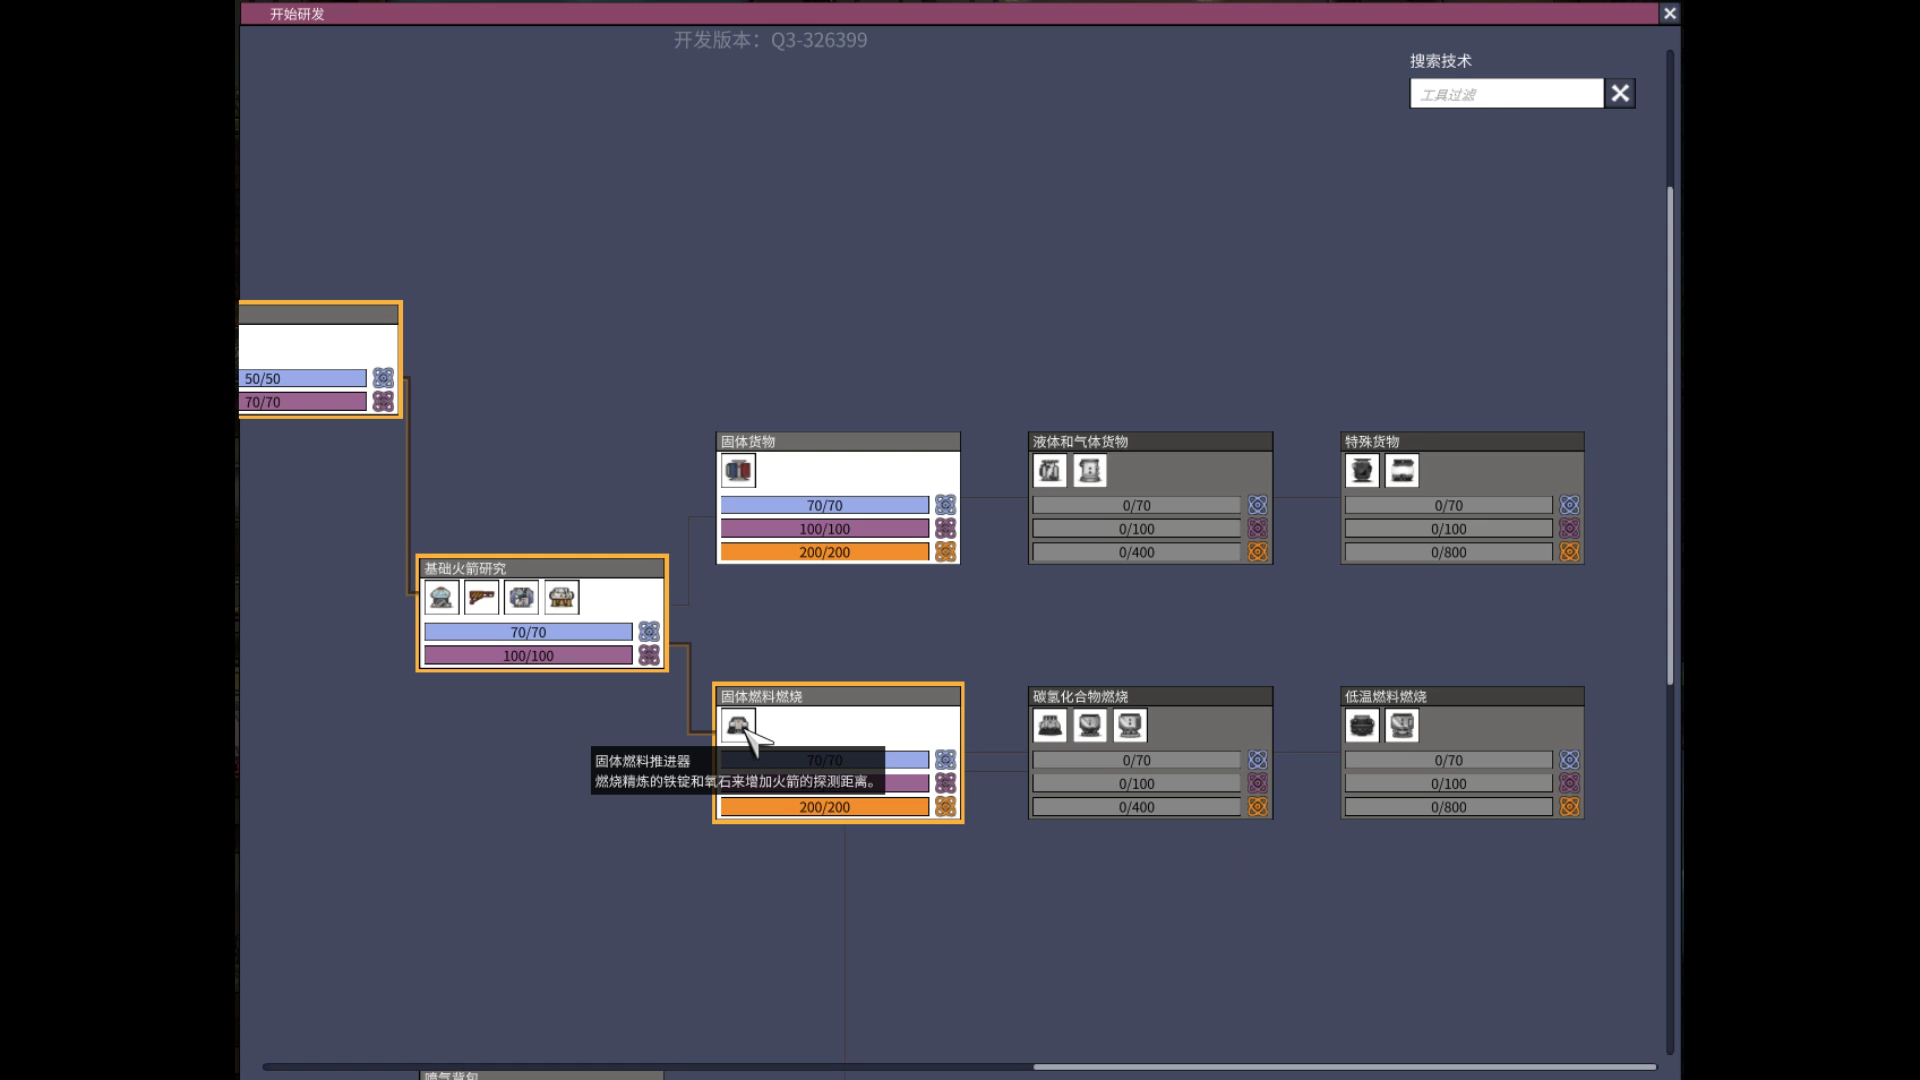 开始研发
开发版本：Q3-326399
搜索技术
工具过滤
50/50
70/70
固体货物
70/70
100/100
200/200
液体和气体货物
0/70
0/100
0/400
特殊货物
0/70
0/100
0/800
基础火箭研究
70/70
100/100
固体燃料燃烧
70/70
200/200
固体燃料推进器
燃烧精炼的铁锭和氧石来增加火箭的探测距离。
碳氢化合物燃烧
0/70
0/100
0/400
低温燃料燃烧
0/70
0/100
0/800
喷气背包